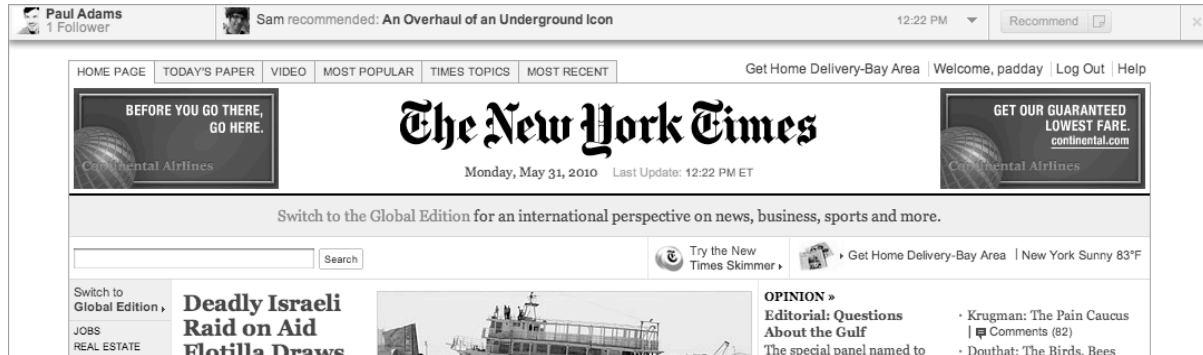 Paul Adams
1 Follower
Sam recommended: An Overhaul of an Underground Icon
12:22 PM
Recommend
HOME PAGE
TODAY'S PAPER
VIDEO
MOST POPULAR
TIMES TOPICS
MOST RECENT
Get Home Delivery-Bay Area
Welcome, padday
Log Out
Help
BEFORE YOU GO THERE,
GO HERE.
Continental Airlines
The New York Times
Monday, May 31, 2010 Last Update: 12:22 PM ET
GET OUR GUARANTEED
LOWEST FARE.
continental.com
Continental Airlines
Switch to the Global Edition for an international perspective on news, business, sports and more.
Search
Try the New
Times Skimmer
Get Home Delivery-Bay Area
New York Sunny 83°F
Switch to
Global Edition
JOBS
REAL ESTATE
Deadly Israeli
Raid on Aid
Flotilla Draws
OPINION »
Editorial: Questions
About the Gulf
The special panel named to
· Krugman: The Pain Caucus
Comments (82)
· Douthat: The Birds, Bees